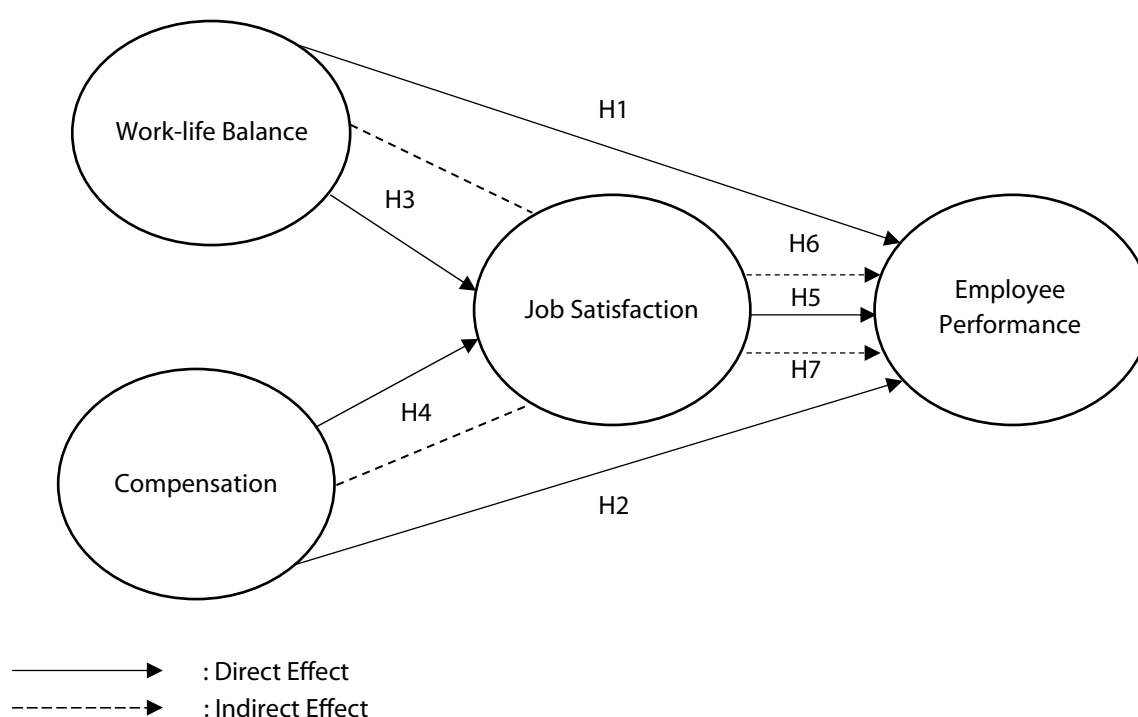 H1
Work-life Balance
H3
H6
Job Satisfaction
H5
Employee
Performance
H7
H4
Compensation
H2
: Direct Effect
: Indirect Effect